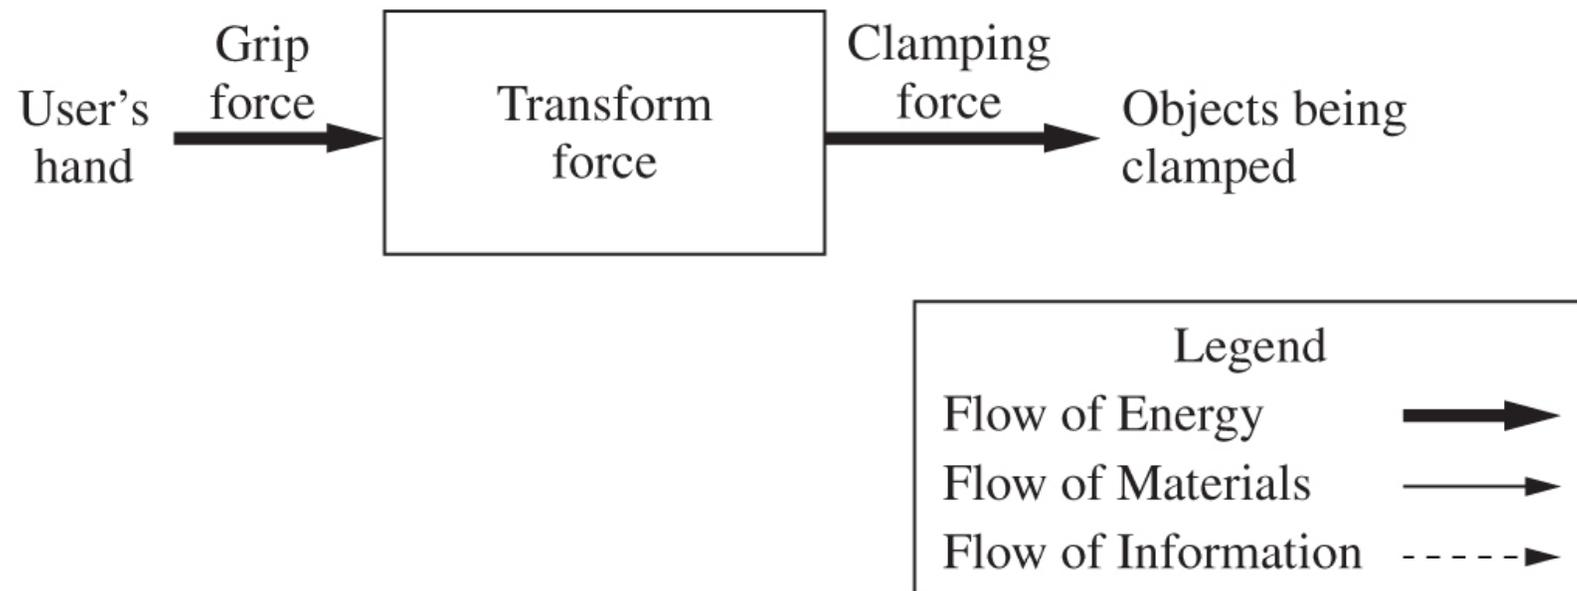 Grip
force
User's
hand
Transform
force
Clamping
force
Objects being
clamped
Legend
Flow of Energy
Flow of Materials
Flow of Information